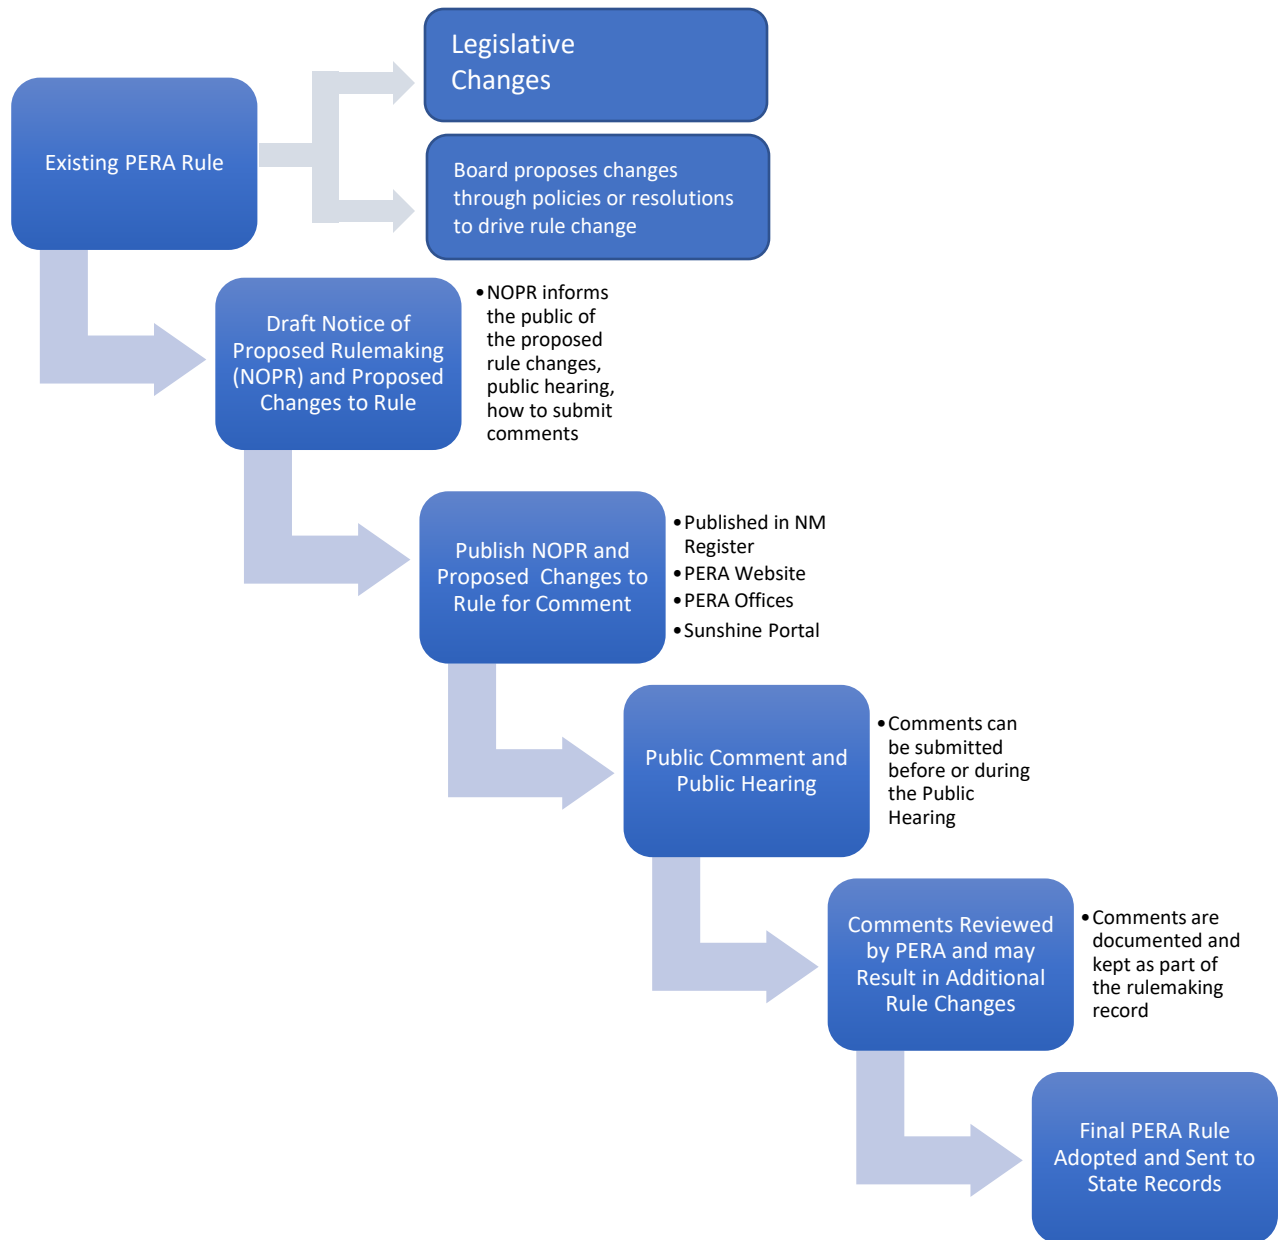 Legislative
Changes
Existing PERA Rule
Board proposes changes
through policies or resolutions
to drive rule change
Draft Notice of
Proposed Rulemaking
(NOPR) and Proposed
Changes to Rule
•NOPR informs
the public of
the proposed
rule changes,
public hearing,
how to submit
comments
Publish NOPR and
Proposed Changes to
Rule for Comment
•Published in NM
Register
•PERA Website
•PERA Offices
•Sunshine Portal
Public Comment and
Public Hearing
•Comments can
be submitted
before or during
the Public
Hearing
Comments Reviewed
by PERA and may
Result in Additional
Rule Changes
•Comments are
documented and
kept as part of
the rulemaking
record
Final PERA Rule
Adopted and Sent to
State Records